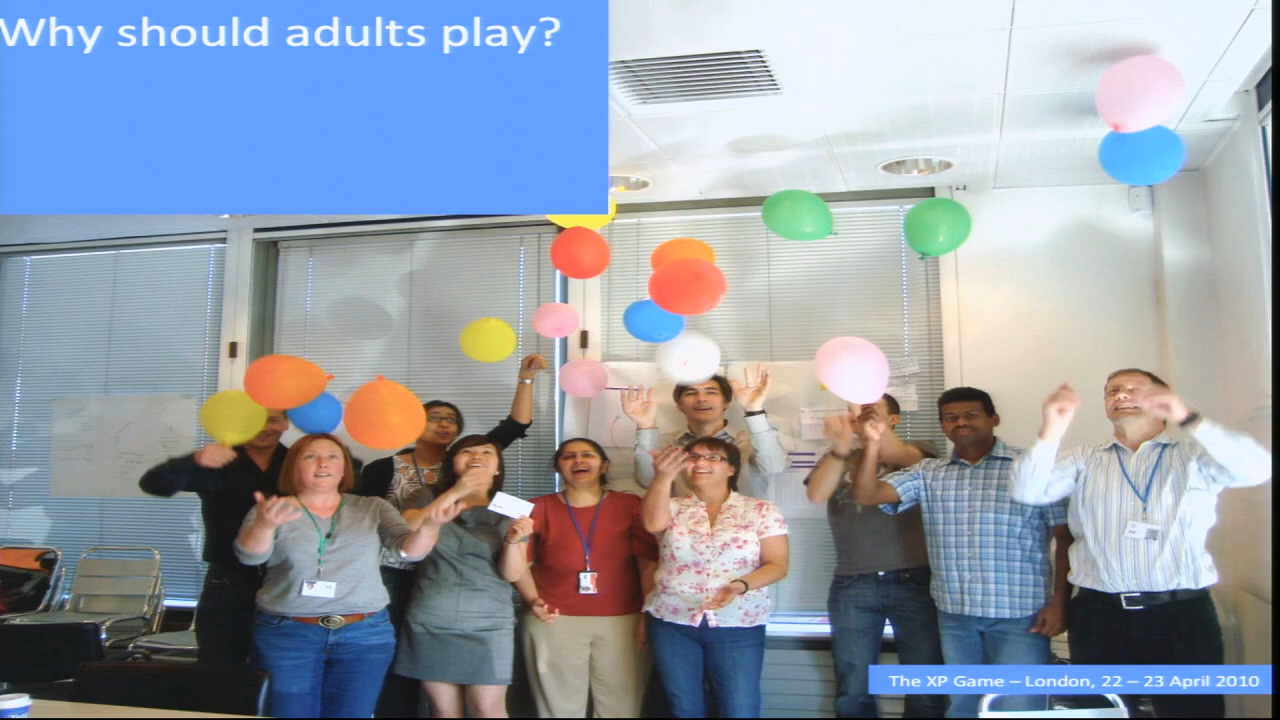 Why should adults play?
The XP Game – London, 22 – 23 April 2010